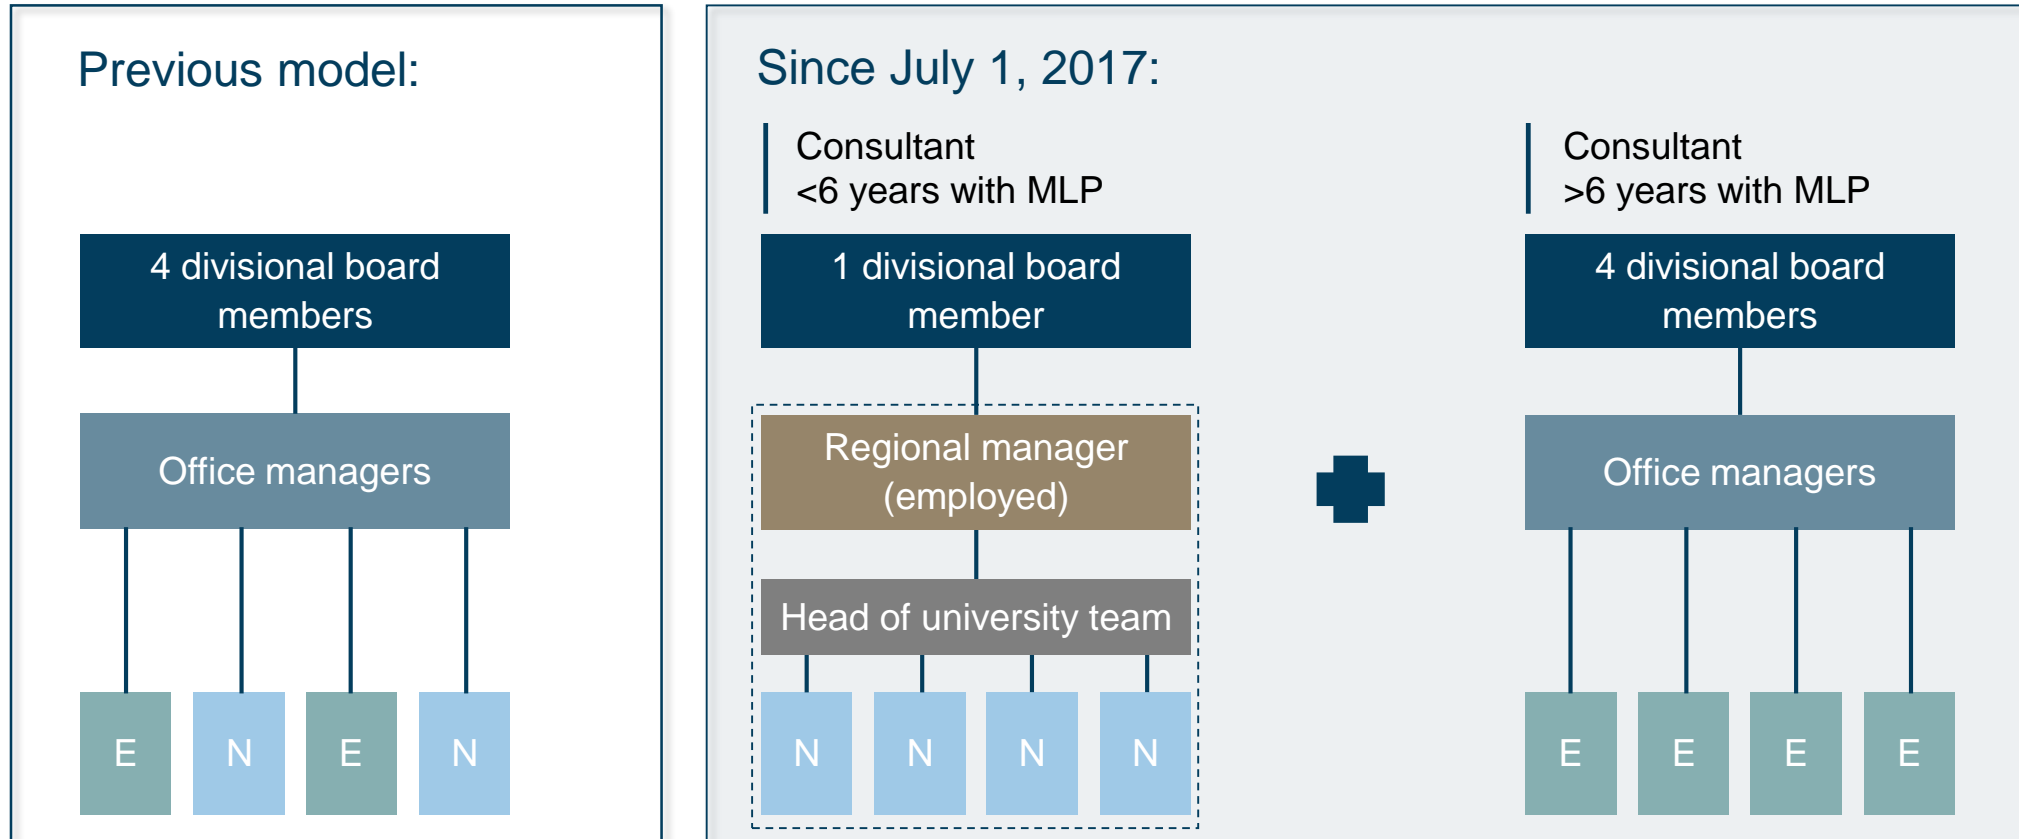 Previous model:
4 divisional board
members
Office managers
E
N
E
N
Since July 1, 2017:
Consultant
<6 years with MLP
1 divisional board
member
Regional manager
(employed)
Head of university team
N
N
N
N
Consultant
>6 years with MLP
4 divisional board
members
Office managers
E
E
E
E